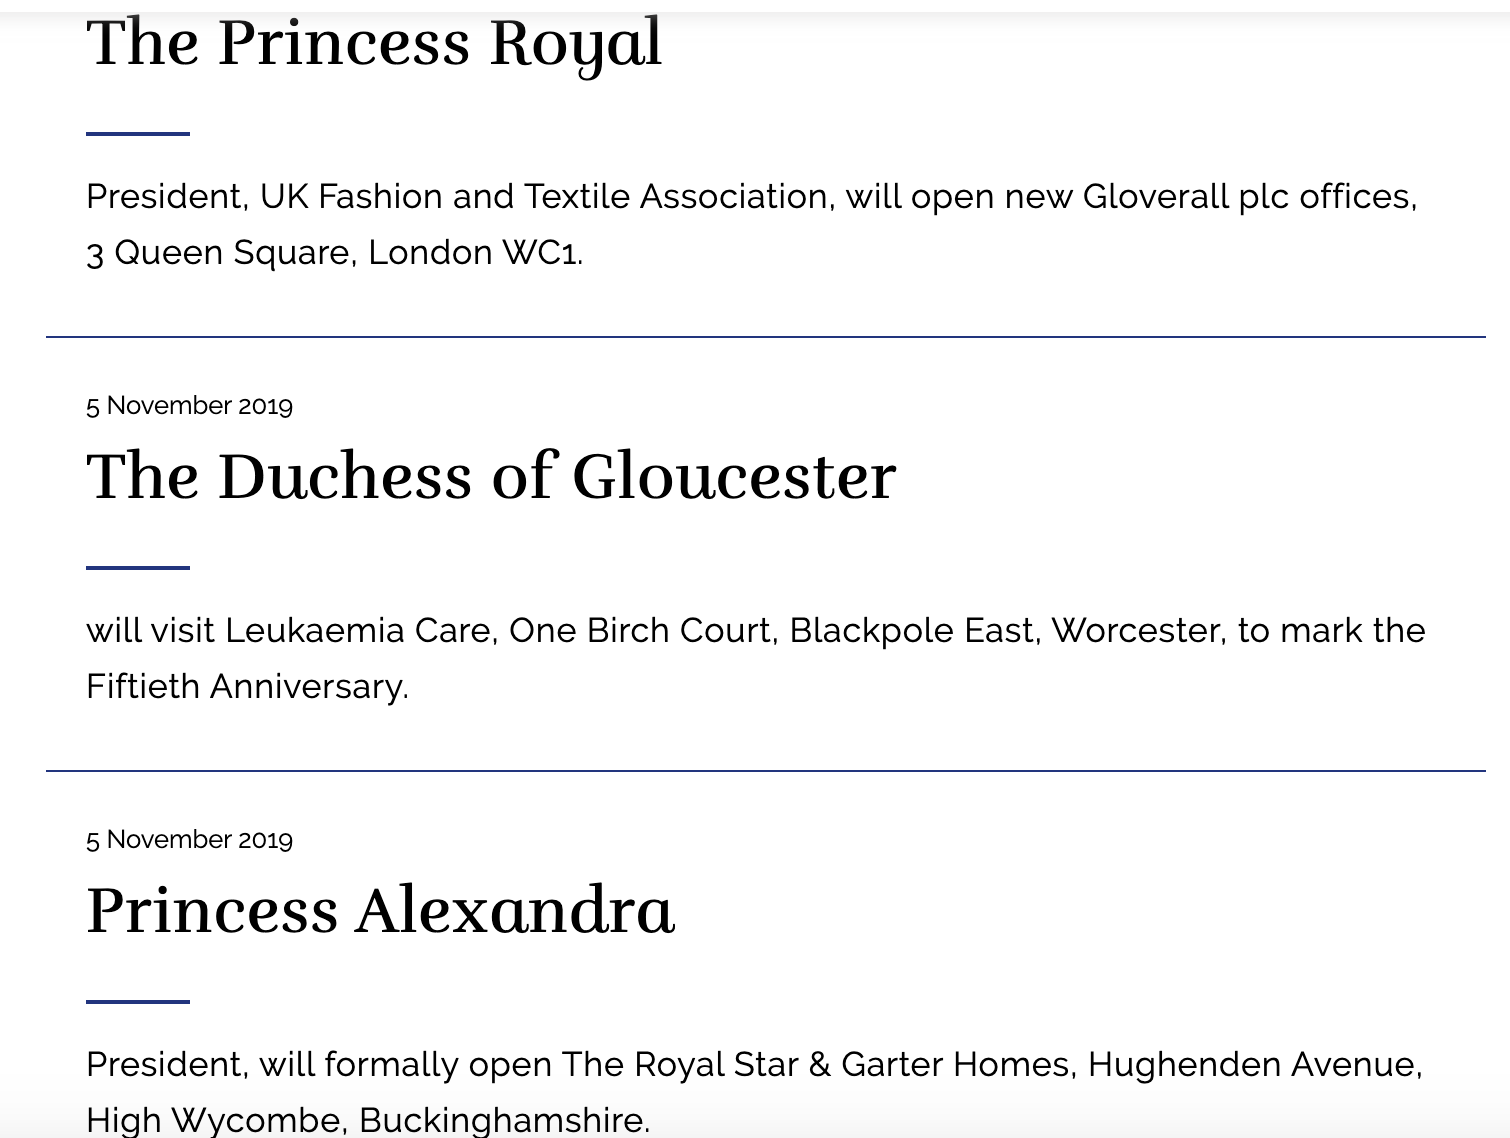 The Princess Royal
President, UK Fashion and Textile Association, will open new Gloverall plc offices,
3 Queen Square, London WC1.
5 November 2019
The Duchess of Gloucester
will visit Leukaemia Care, One Birch Court, Blackpole East, Worcester, to mark the
Fiftieth Anniversary.
5 November 2019
Princess Alexandra
President, will formally open The Royal Star & Garter Homes, Hughenden Avenue,
High Wycombe, Buckinghamshire.